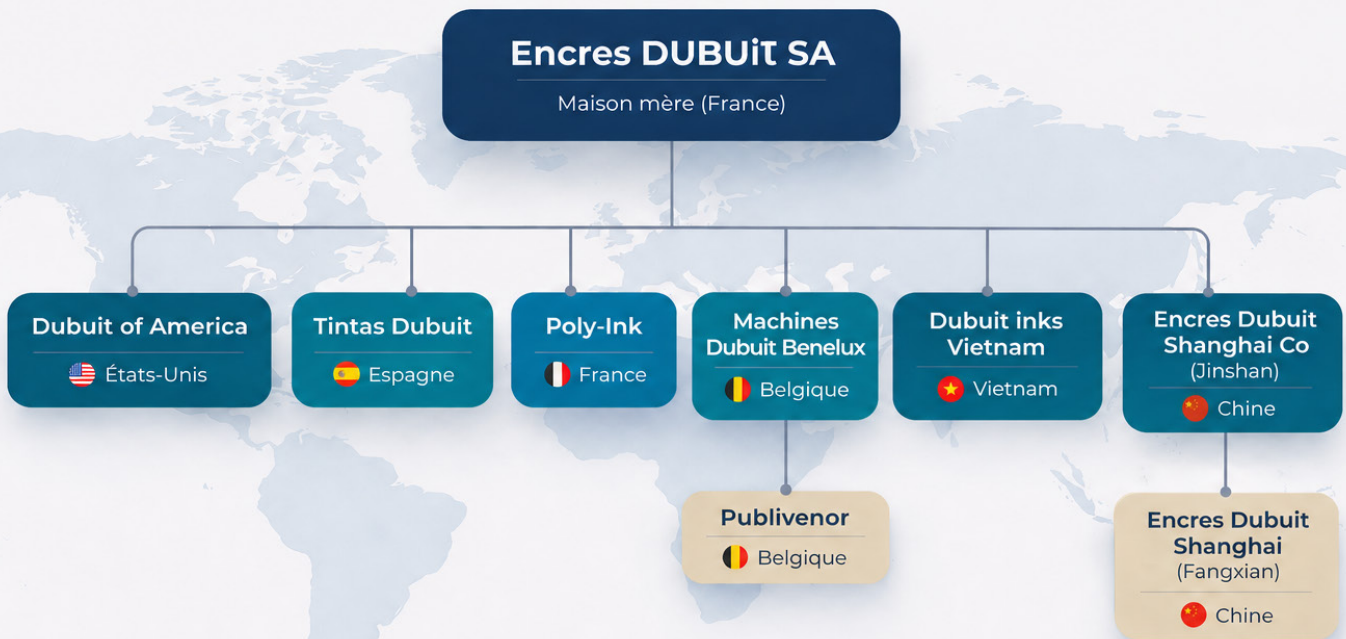 Encres DUBUiT SA
Maison mère (France)
Dubuit of America
États-Unis
Tintas Dubuit
Espagne
Poly-Ink
France
Machines
Dubuit Benelux
Belgique
Dubuit inks
Vietnam
Vietnam
Encres Dubuit
Shanghai Co
(Jinshan)
Chine
Publivenor
Belgique
Encres Dubuit
Shanghai
(Fangxian)
Chine